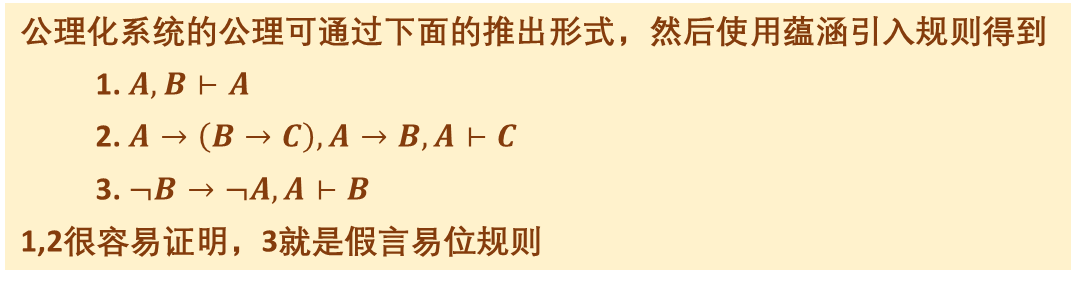 公理化系统的公理可通过下面的推出形式，然后使用蕴涵引入规则得到
1. A, B ⊢ A
2. A → (B → C), A → B, A ⊢ C
3. ¬B → ¬A, A ⊢ B
1,2很容易证明，3就是假言易位规则